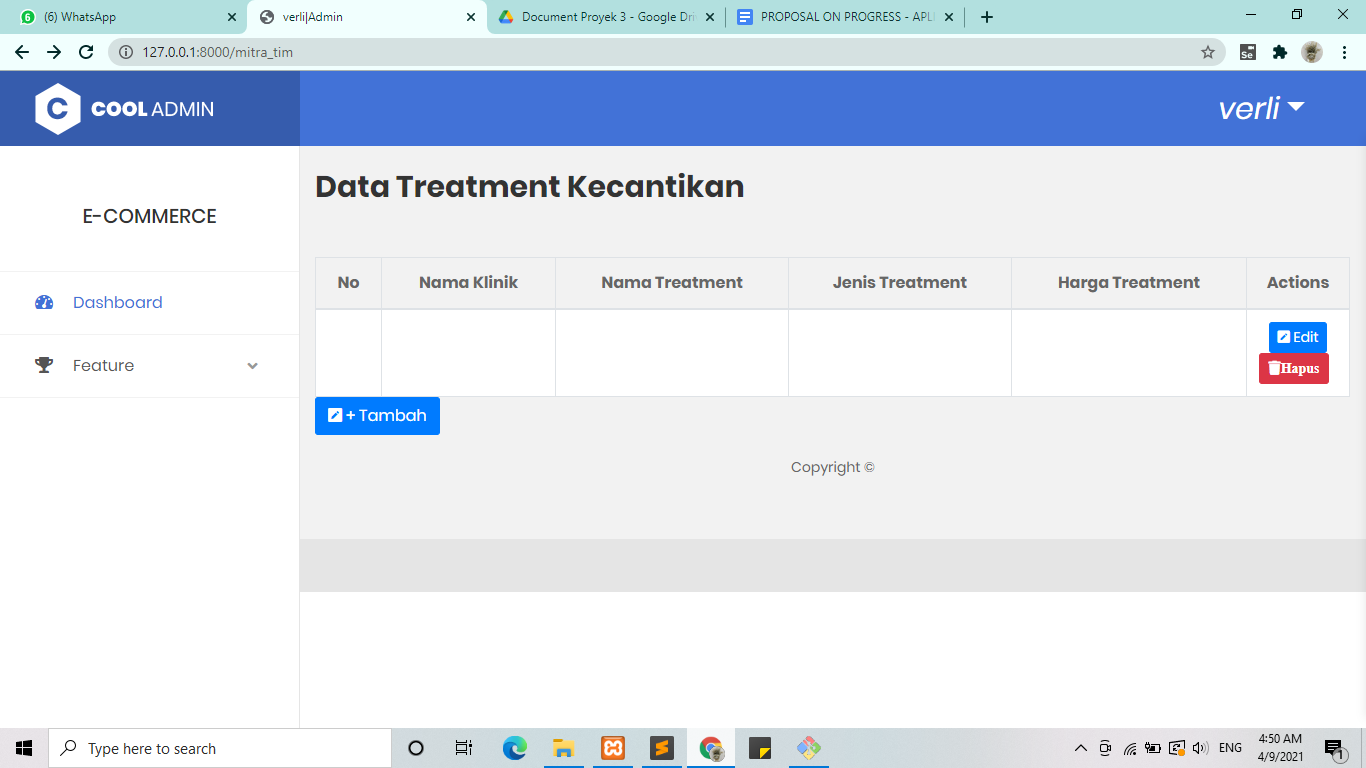 (6) WhatsApp
verli|Admin
Document Proyek 3 - Google Dri
PROPOSAL ON PROGRESS - APLI
127.0.0.1:8000/mitra_tim
C COOL ADMIN
verli
E-COMMERCE
Dashboard
Feature
Data Treatment Kecantikan
No Nama Klinik Nama Treatment Jenis Treatment Harga Treatment Actions
Edit
Hapus
+ Tambah
Copyright ©
Type here to search
ENG
4:50 AM
4/9/2021
1